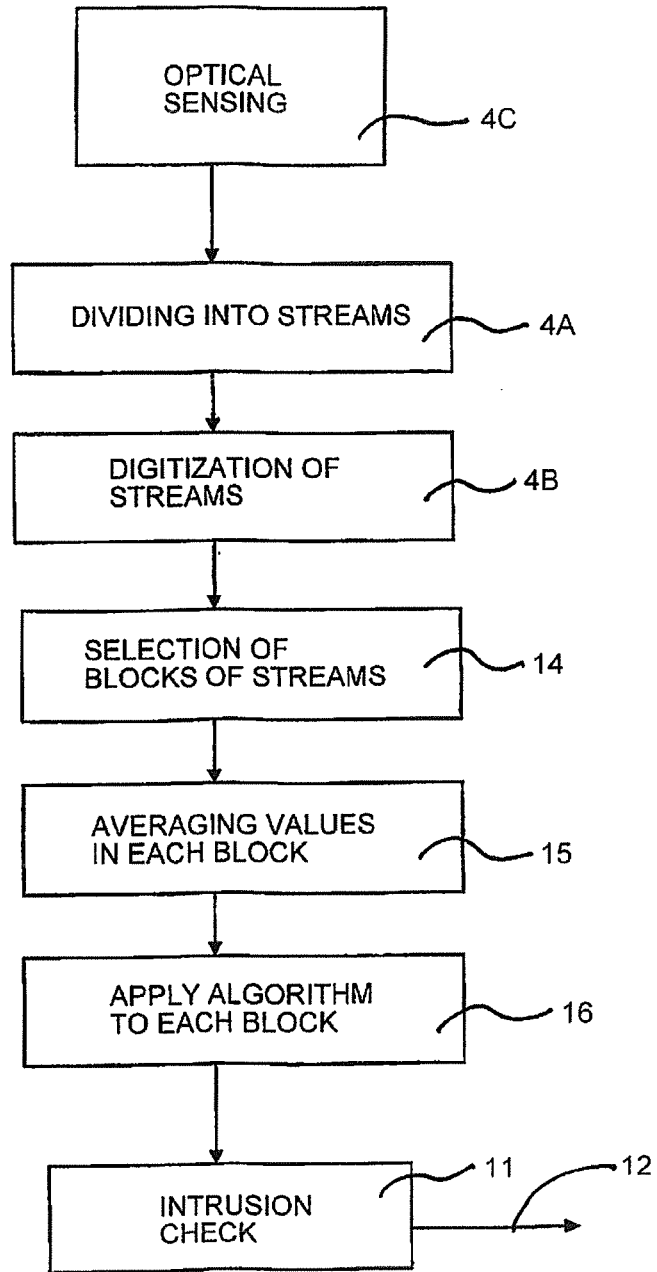 OPTICAL
SENSING
4C
DIVIDING INTO STREAMS
4A
DIGITIZATION OF
STREAMS
4B
SELECTION OF
BLOCKS OF STREAMS
14
AVERAGING VALUES
IN EACH BLOCK
15
APPLY ALGORITHM
TO EACH BLOCK
16
11
12
INTRUSION
CHECK